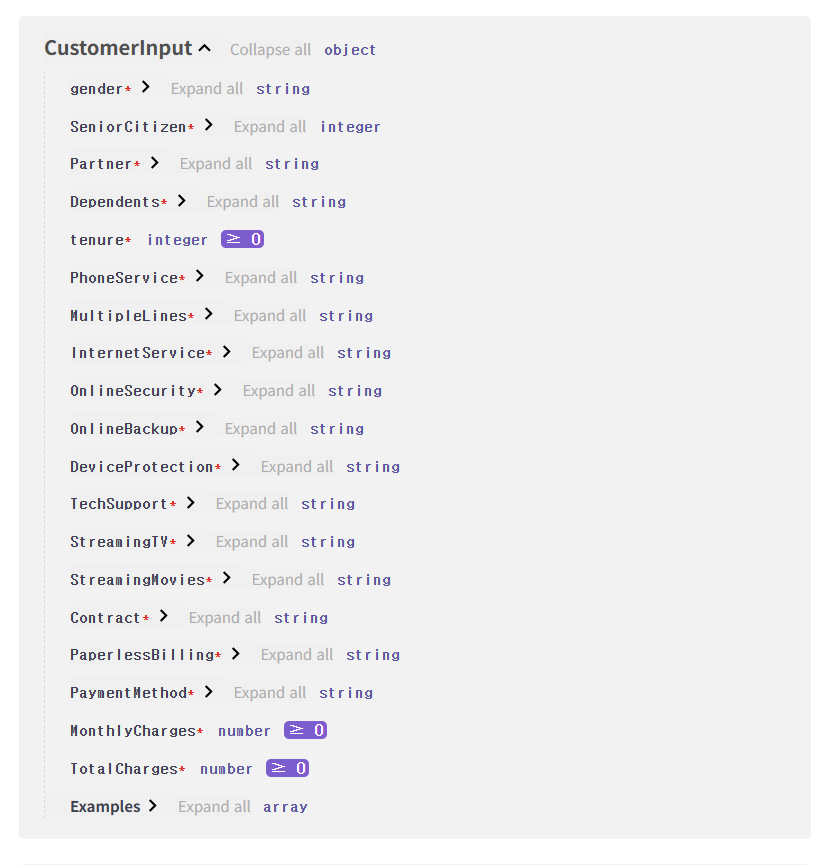 CustomerInput Collapse all object
gender* Expand all string
SeniorCitizen* Expand all integer
Partner* Expand all string
Dependents* Expand all string
tenure* integer ≥ 0
PhoneService* Expand all string
MultipleLines* Expand all string
InternetService* Expand all string
OnlineSecurity* Expand all string
OnlineBackup* Expand all string
DeviceProtection* Expand all string
TechSupport* Expand all string
StreamingTV* Expand all string
StreamingMovies* Expand all string
Contract* Expand all string
PaperlessBilling* Expand all string
PaymentMethod* Expand all string
MonthlyCharges* number ≥ 0
TotalCharges* number ≥ 0
Examples Expand all array